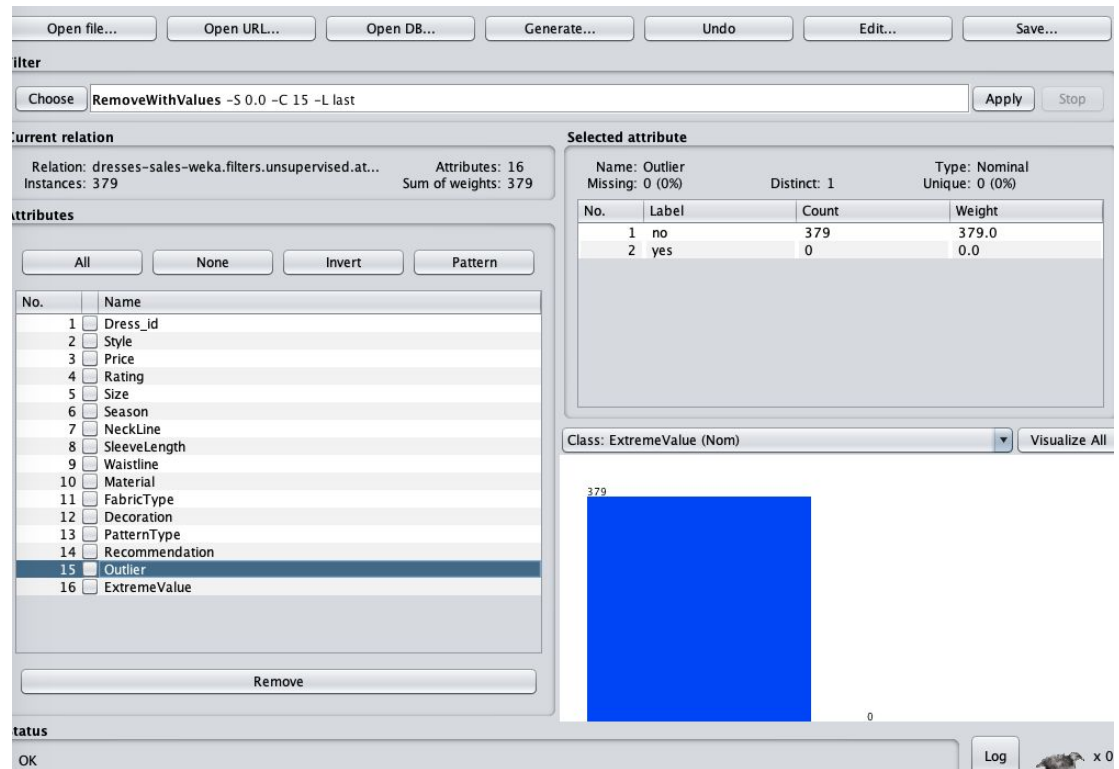 Open file... Open URL... Open DB... Generate... Undo Edit... Save...
ilter
Choose RemoveWithValues -S 0.0 -C 15 -L last Apply Stop
Current relation
Relation: dresses-sales-weka.filters.unsupervised.at... Attributes: 16
Instances: 379 Sum of weights: 379
Attributes
All None Invert Pattern
No. Name
1 Dress_id
2 Style
3 Price
4 Rating
5 Size
6 Season
7 NeckLine
8 SleeveLength
9 Waistline
10 Material
11 FabricType
12 Decoration
13 PatternType
14 Recommendation
15 Outlier
16 ExtremeValue
Remove
Selected attribute
Name: Outlier Type: Nominal
Missing: 0 (0%) Distinct: 1 Unique: 0 (0%)
No. Label Count Weight
1 no 379 379.0
2 yes 0 0.0
Class: ExtremeValue (Nom) Visualize All
379
0
tatus
OK
Log x 0